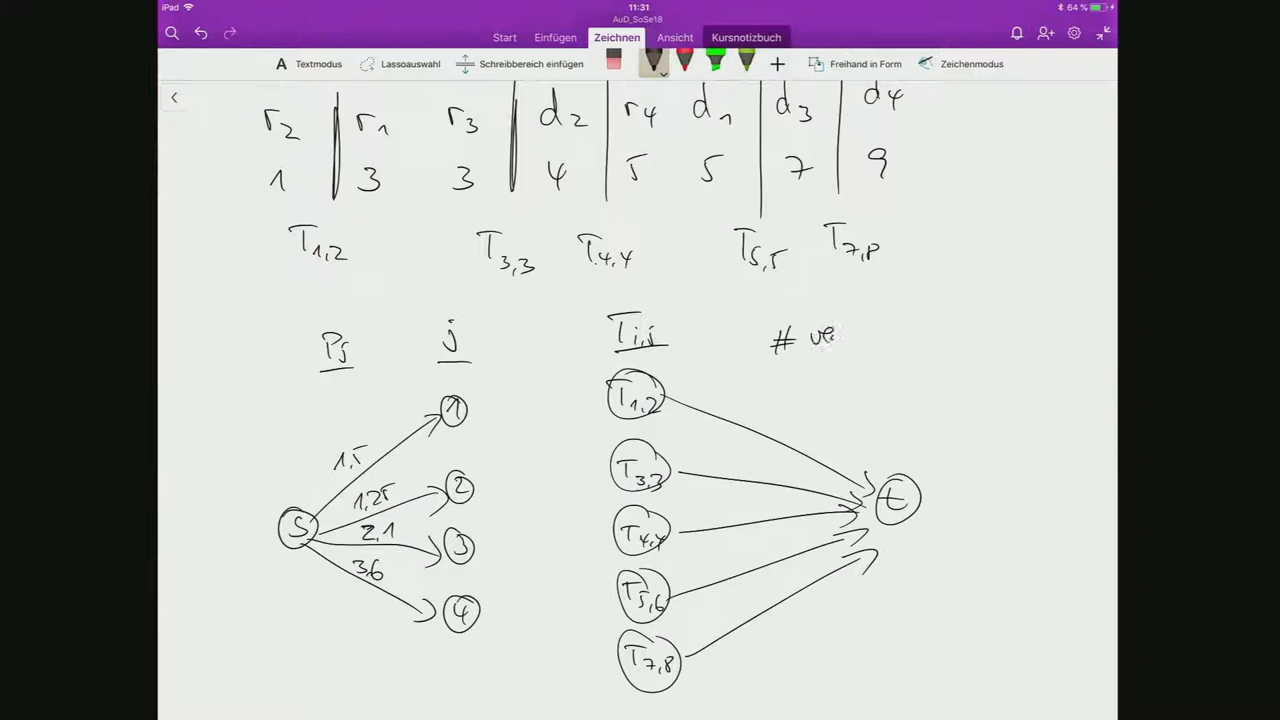 iPad 11:31 64 %
AuD_SoSe18
Start Einfügen Zeichnen Ansicht Kursnotizbuch
Textmodus Lassoauswahl Schreibbereich einfügen Freihand in Form Zeichenmodus
r2 r1 r3 d2 r4 d1 d3 d4
1 3 3 4 5 5 7 9
T1,2 T3,3 T4,4 T5,5 T7,8
Pj j Ti,j # ve
T1,2
1
1,5
T3,3
2
1,25
t
S
2,1
3
T4,4
3,6
T5,6
4
T7,8